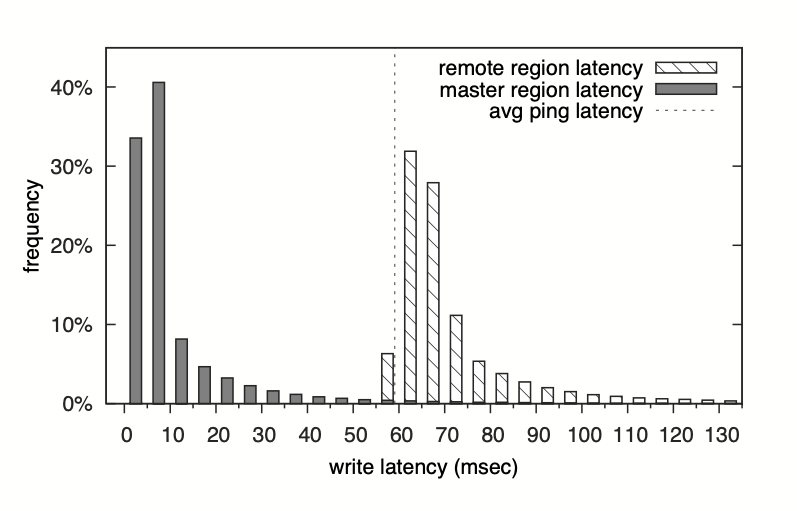 remote region latency
master region latency
avg ping latency
40%
30%
20%
10%
0%
frequency
0 10 20 30 40 50 60 70 80 90 100 110 120 130
write latency (msec)